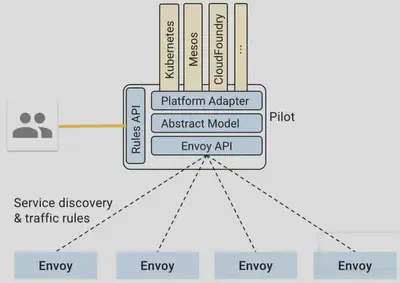 Kubernetes
Mesos
CloudFoundry
...
Rules API
Platform Adapter
Abstract Model
Envoy API
Pilot
Service discovery
& traffic rules
Envoy
Envoy
Envoy
Envoy